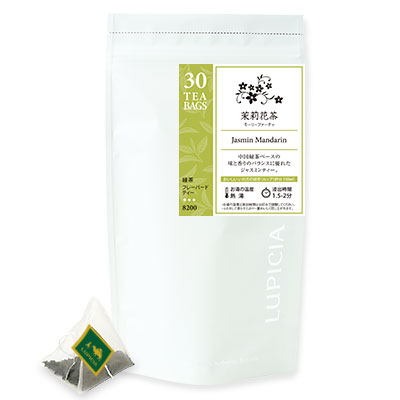 30
TEA
BAGS
緑茶
フレーバード
ティー
8200
茉莉花茶
モーリーファーチャ
Jasmin Mandarin
中国緑茶ベースの
味と香りのバランスに優れた
ジャスミンティー。
お湯の温度
熱湯
浸出時間
1.5-2分
LUPICIA
LUPICIA